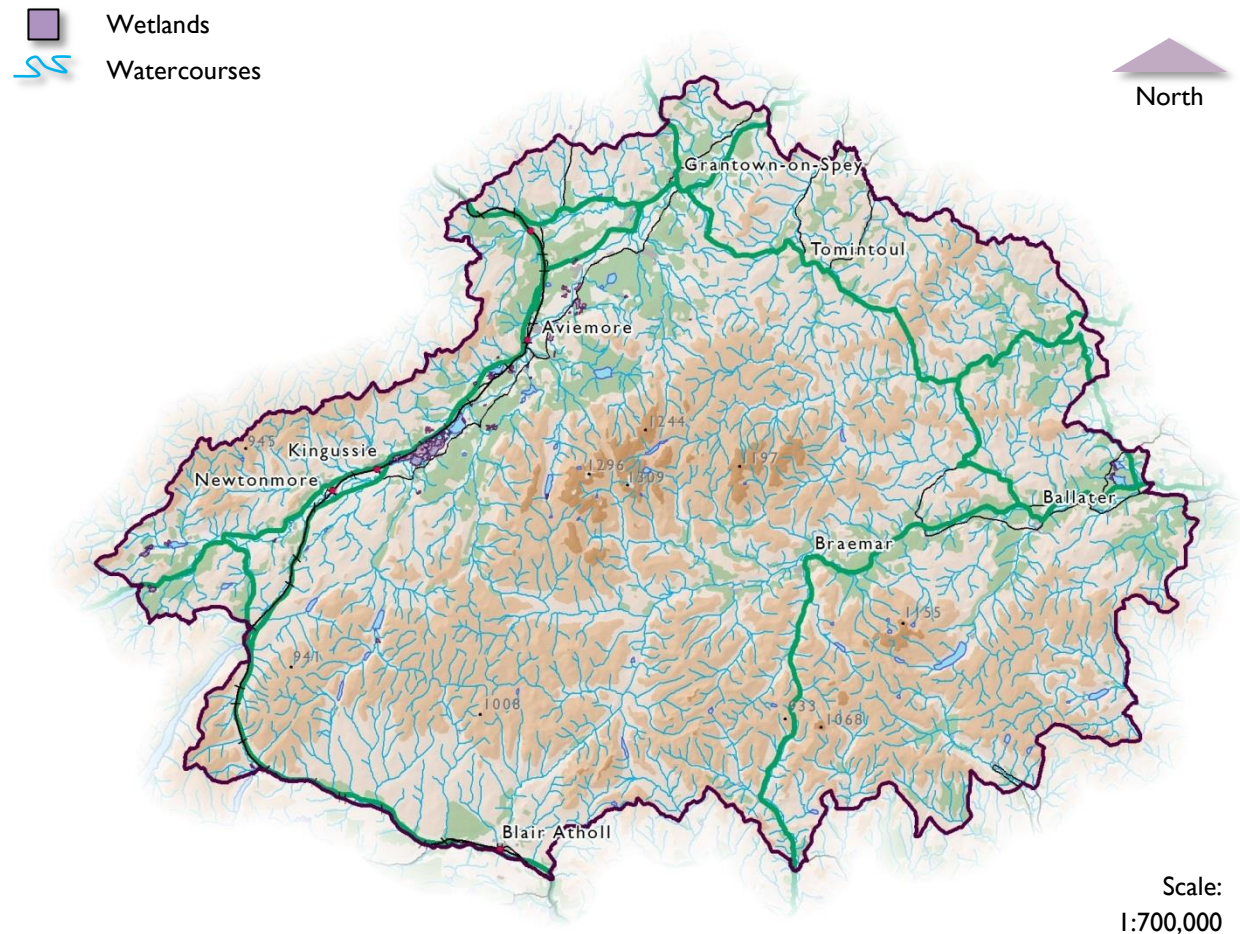 Wetlands
Watercourses
North
Grantown-on-Spey
Tomintoul
Aviemore
1244
945
Kingussie
1296
1309
1197
Newtonmore
Ballater
Braemar
1155
941
1008
933
1068
Blair Atholl
Scale:
1:700,000